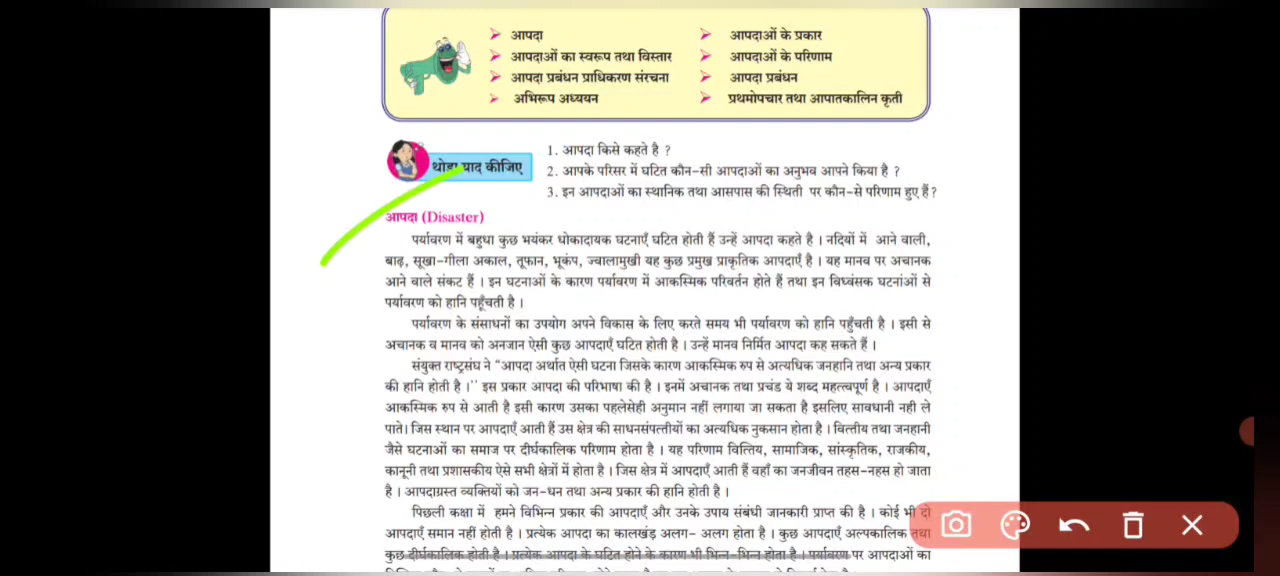 आपदा
आपदाओं के प्रकार
आपदाओं का स्वरूप तथा विस्तार
आपदाओं के परिणाम
आपदा प्रबंधन प्राधिकरण संरचना
आपदा प्रबंधन
अभिरूप अध्ययन
प्रथमोपचार तथा आपातकालिन कृती
थोड़ा याद कीजिए
1. आपदा किसे कहते है ?
2. आपके परिसर में घटित कौन-सी आपदाओं का अनुभव आपने किया है ?
3. इन आपदाओं का स्थानिक तथा आसपास की स्थिती पर कौन-से परिणाम हुए हैं?
आपदा (Disaster)
पर्यावरण में बहुधा कुछ भयंकर धोकादायक घटनाएँ घटित होती हैं उन्हें आपदा कहते है । नदियों में आने वाली,
बाढ़, सूखा-गीला अकाल, तूफान, भूकंप, ज्वालामुखी यह कुछ प्रमुख प्राकृतिक आपदाएँ है । यह मानव पर अचानक
आने वाले संकट हैं । इन घटनाओं के कारण पर्यावरण में आकस्मिक परिवर्तन होते हैं तथा इन विध्वंसक घटनांओं से
पर्यावरण को हानि पहूँचती है ।
पर्यावरण के संसाधनों का उपयोग अपने विकास के लिए करते समय भी पर्यावरण को हानि पहुँचती है । इसी से
अचानक व मानव को अनजान ऐसी कुछ आपदाएँ घटित होती है । उन्हें मानव निर्मित आपदा कह सकते हैं ।
संयुक्त राष्ट्रसंघ ने “आपदा अर्थात ऐसी घटना जिसके कारण आकस्मिक रुप से अत्यधिक जनहानि तथा अन्य प्रकार
की हानि होती है ।'' इस प्रकार आपदा की परिभाषा की है । इनमें अचानक तथा प्रचंड ये शब्द महत्त्वपूर्ण है । आपदाएँ
आकस्मिक रुप से आती है इसी कारण उसका पहलेसेही अनुमान नहीं लगाया जा सकता है इसलिए सावधानी नही ले
पाते। जिस स्थान पर आपदाएँ आती हैं उस क्षेत्र की साधनसंपत्तीयों का अत्यधिक नुकसान होता है । वित्तीय तथा जनहानी
जैसे घटनाओं का समाज पर दीर्घकालिक परिणाम होता है । यह परिणाम वित्तिय, सामाजिक, सांस्कृतिक, राजकीय,
कानूनी तथा प्रशासकीय ऐसे सभी क्षेत्रों में होता है । जिस क्षेत्र में आपदाएँ आती हैं वहाँ का जनजीवन तहस-नहस हो जाता
है । आपदाग्रस्त व्यक्तियों को जन-धन तथा अन्य प्रकार की हानि होती है ।
पिछली कक्षा में हमने विभिन्न प्रकार की आपदाएँ और उनके उपाय संबंधी जानकारी प्राप्त की है । कोई भी दो
आपदाएँ समान नहीं होती है । प्रत्येक आपदा का कालखंड़ अलग- अलग होता है । कुछ आपदाएँ अल्पकालिक तथा
कुछ दीर्घकालिक होती है । प्रत्येक आपदा के घटित होने के कारण भी भिन्न-भिन्न होता है । पर्यावरण पर आपदाओं का